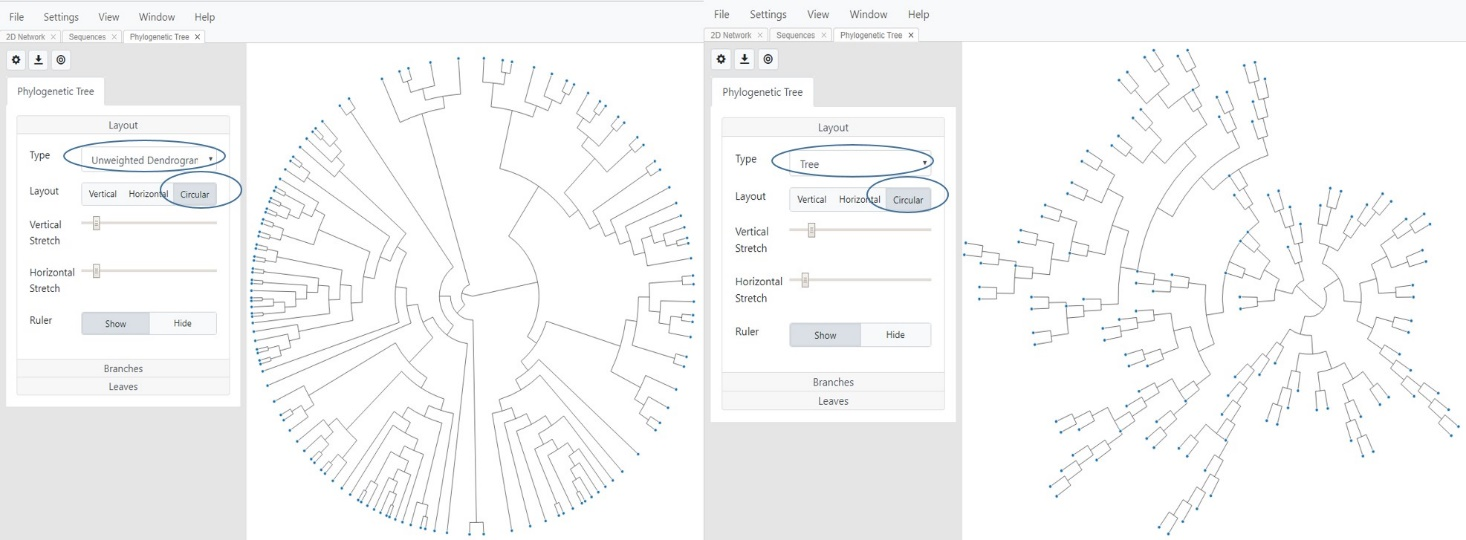 File Settings View Window Help
2D Network × Sequences × Phylogenetic Tree ×
Phylogenetic Tree
Layout
Type Unweighted Dendrograr
Layout Vertical Horizontal Circular
Vertical
Stretch
Horizontal
Stretch
Ruler Show Hide
Branches
Leaves
File Settings View Window Help
2D Network × Sequences × Phylogenetic Tree ×
Phylogenetic Tree
Layout
Type Tree
Layout Vertical Horizontal Circular
Vertical
Stretch
Horizontal
Stretch
Ruler Show Hide
Branches
Leaves